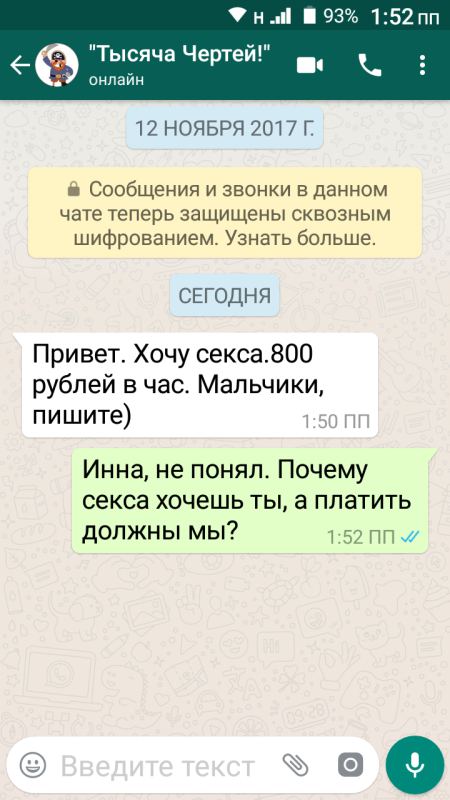 н 93% 1:52 пп
"Тысяча Чертей!"
онлайн
12 НОЯБРЯ 2017 Г.
Сообщения и звонки в данном
чате теперь защищены сквозным
шифрованием. Узнать больше.
СЕГОДНЯ
Привет. Хочу секса.800
рублей в час. Мальчики,
пишите)
1:50 ПП
Инна, не понял. Почему
секса хочешь ты, а платить
должны мы?
1:52 ПП
Введите текст